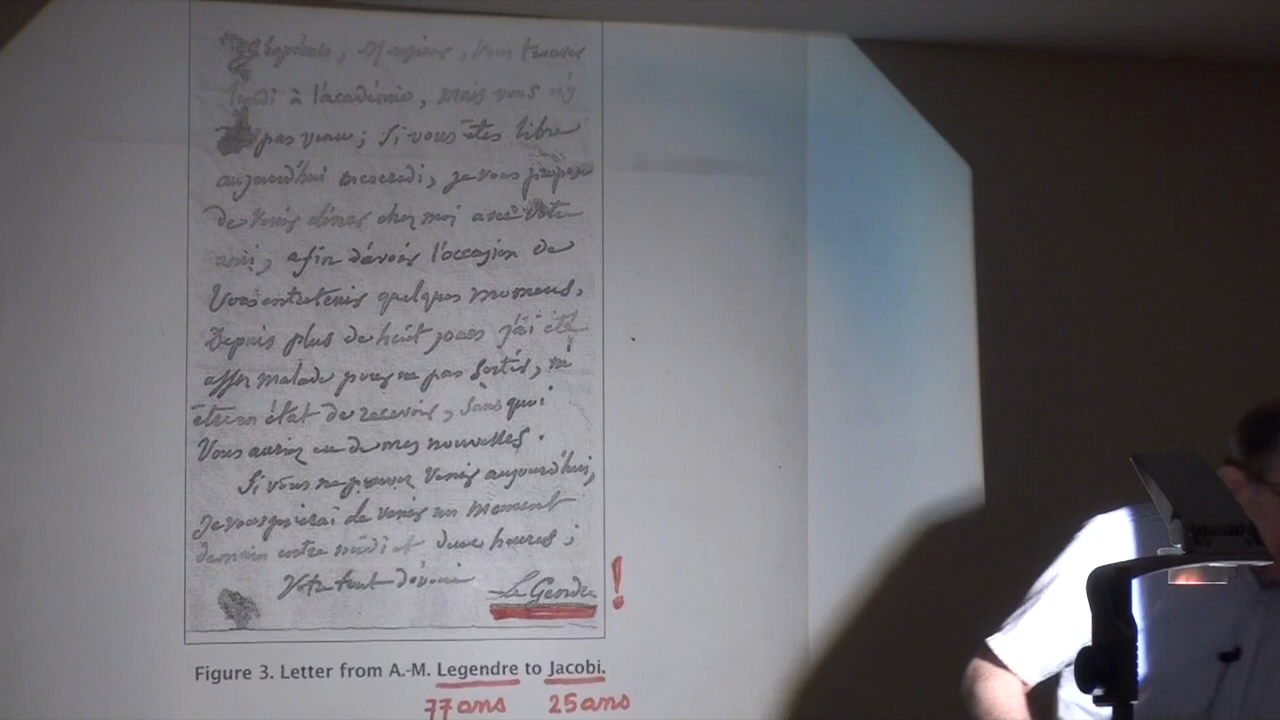 J'espérais, Monsieur, vous trouver
lundi à l'académie, mais vous n'y
pas venu ; Si vous êtes libre
aujourd'hui mercredi, je vous propose
de venir diner chez moi avec votre
ami, afin d'avoir l'occasion de
Vous entretenir quelques momens.
Depuis plus de huit jours j'ai été
assez malade pour ne pas sortir, ni
être en état de recevoir, sans quoi
Vous auriez eu de mes nouvelles.
Si vous ne pouvez venir aujourd'hui,
Je vous prierai de venir un moment
demain entre midi et deux heures ;
Votre tout dévoué
Le Gendre !
Figure 3. Letter from A.-M. Legendre to Jacobi.
77 ans 25 ans